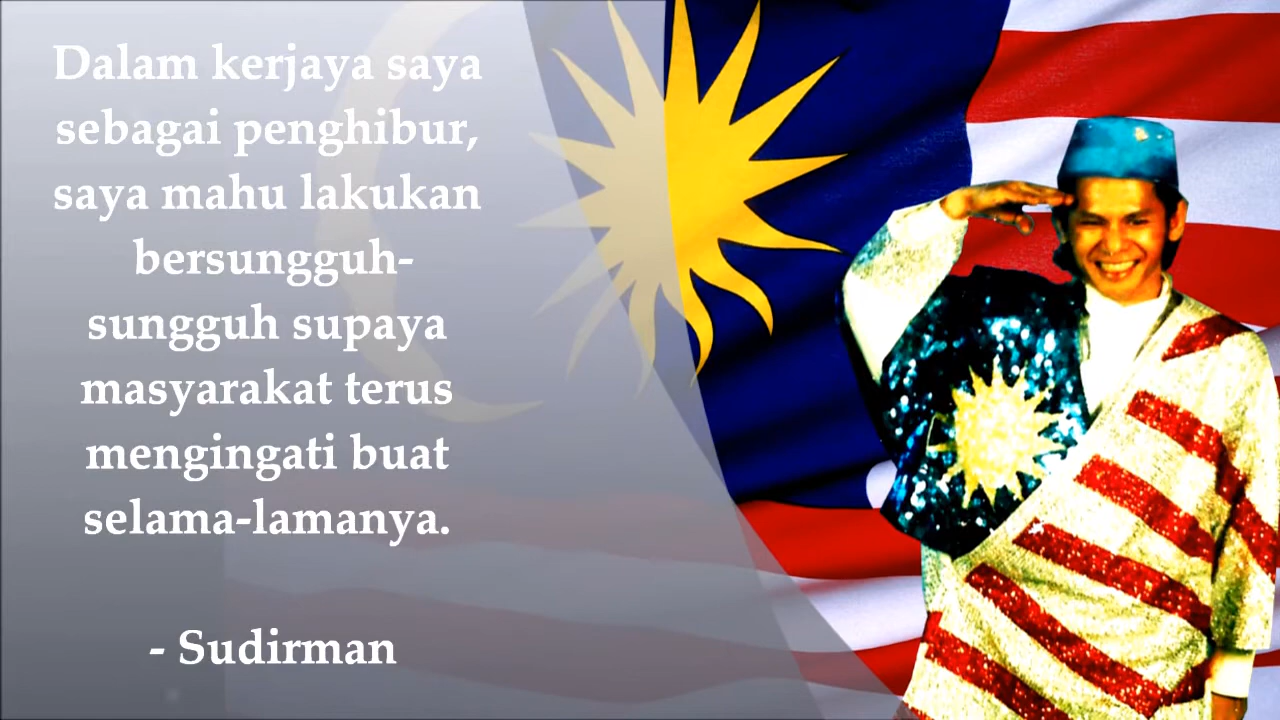 Dalam kerjaya saya
sebagai penghibur,
saya mahu lakukan
bersungguh-
sungguh supaya
masyarakat terus
mengingati buat
selama-lamanya.
- Sudirman